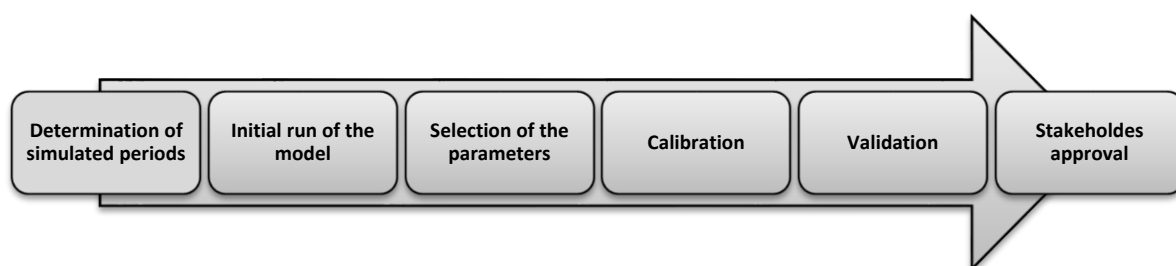 Determination of
simulated periods
Initial run of the
model
Selection of the
parameters
Calibration
Validation
Stakeholdes
approval